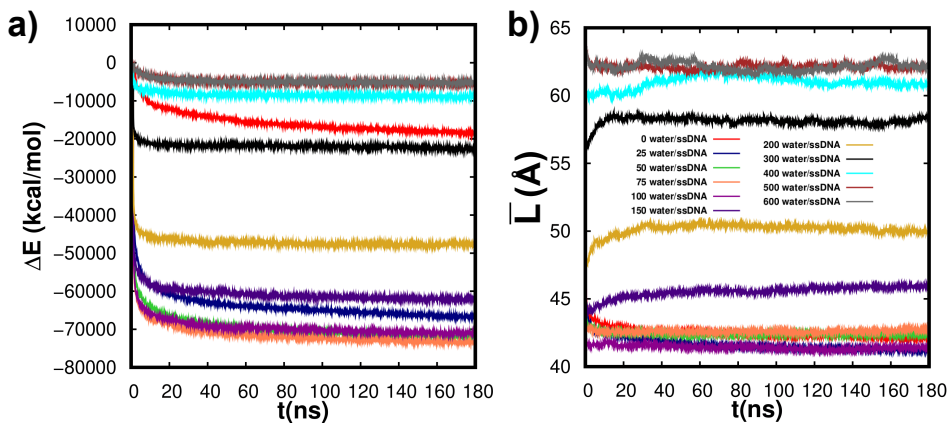 a)
10000
0
−10000
−20000
−30000
−40000
−50000
−60000
−70000
−80000
ΔE (kcal/mol)
0 20 40 60 80 100 120 140 160 180
t(ns)
b)
65
60
55
50
45
40
L̅ (Å)
0 water/ssDNA
25 water/ssDNA
50 water/ssDNA
75 water/ssDNA
100 water/ssDNA
150 water/ssDNA
200 water/ssDNA
300 water/ssDNA
400 water/ssDNA
500 water/ssDNA
600 water/ssDNA
0 20 40 60 80 100 120 140 160 180
t(ns)